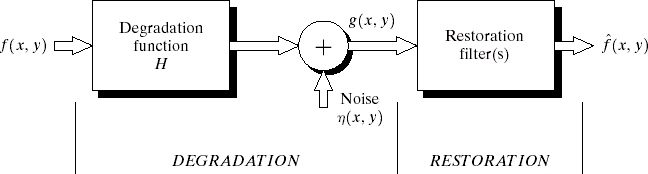 f(x, y)
Degradation
function
H
+
g(x, y)
Noise
η(x, y)
Restoration
filter(s)
f̂(x, y)
DEGRADATION
RESTORATION